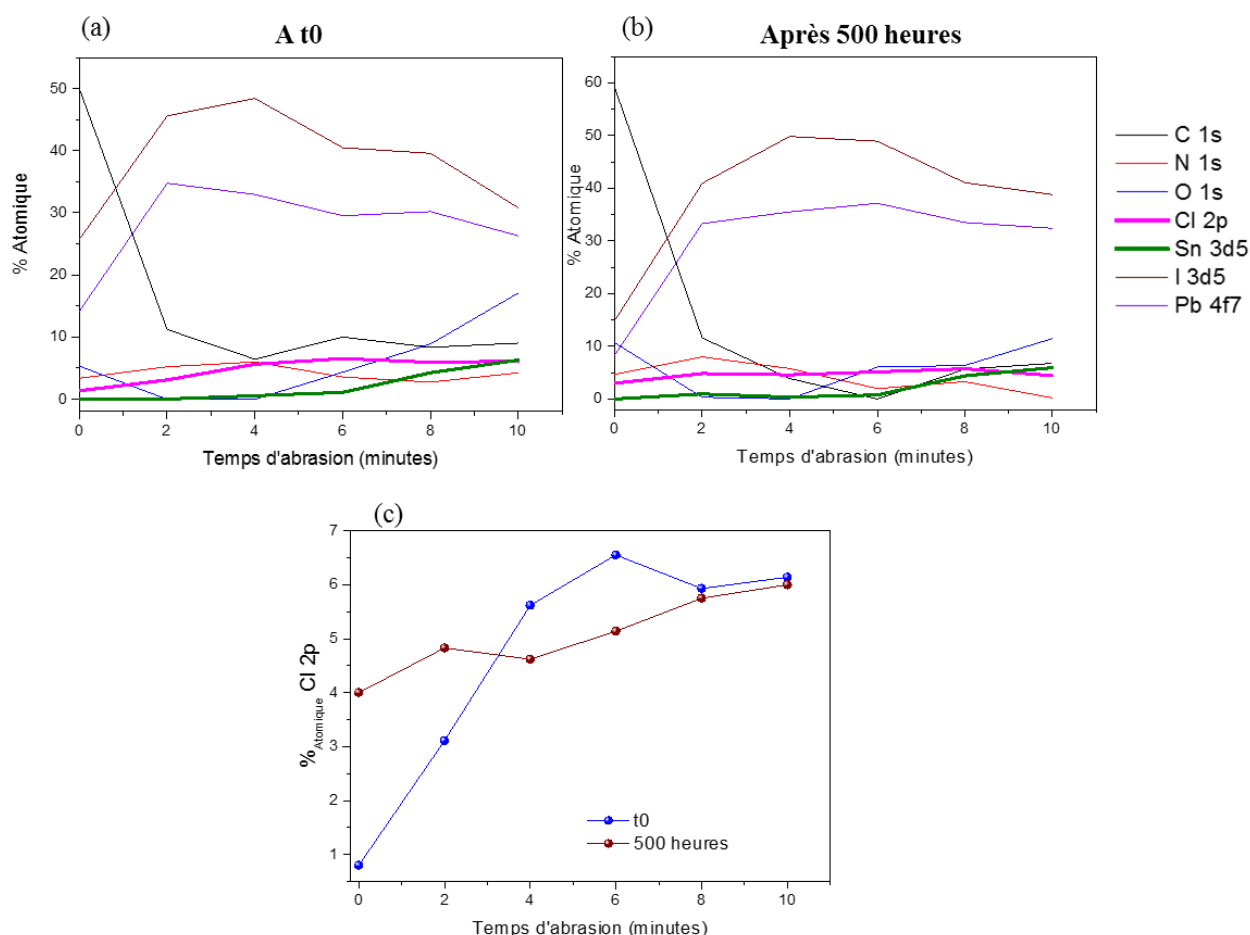 (a)
A t0
(b)
Après 500 heures
50
40
30
20
10
0
% Atomique
0 2 4 6 8 10
Temps d'abrasion (minutes)
60
50
40
30
20
10
0
% Atomique
0 2 4 6 8 10
Temps d'abrasion (minutes)
C 1s
N 1s
O 1s
Cl 2p
Sn 3d5
I 3d5
Pb 4f7
(c)
7
6
5
4
3
2
1
%Atomique Cl 2p
t0
500 heures
0 2 4 6 8 10
Temps d'abrasion (minutes)